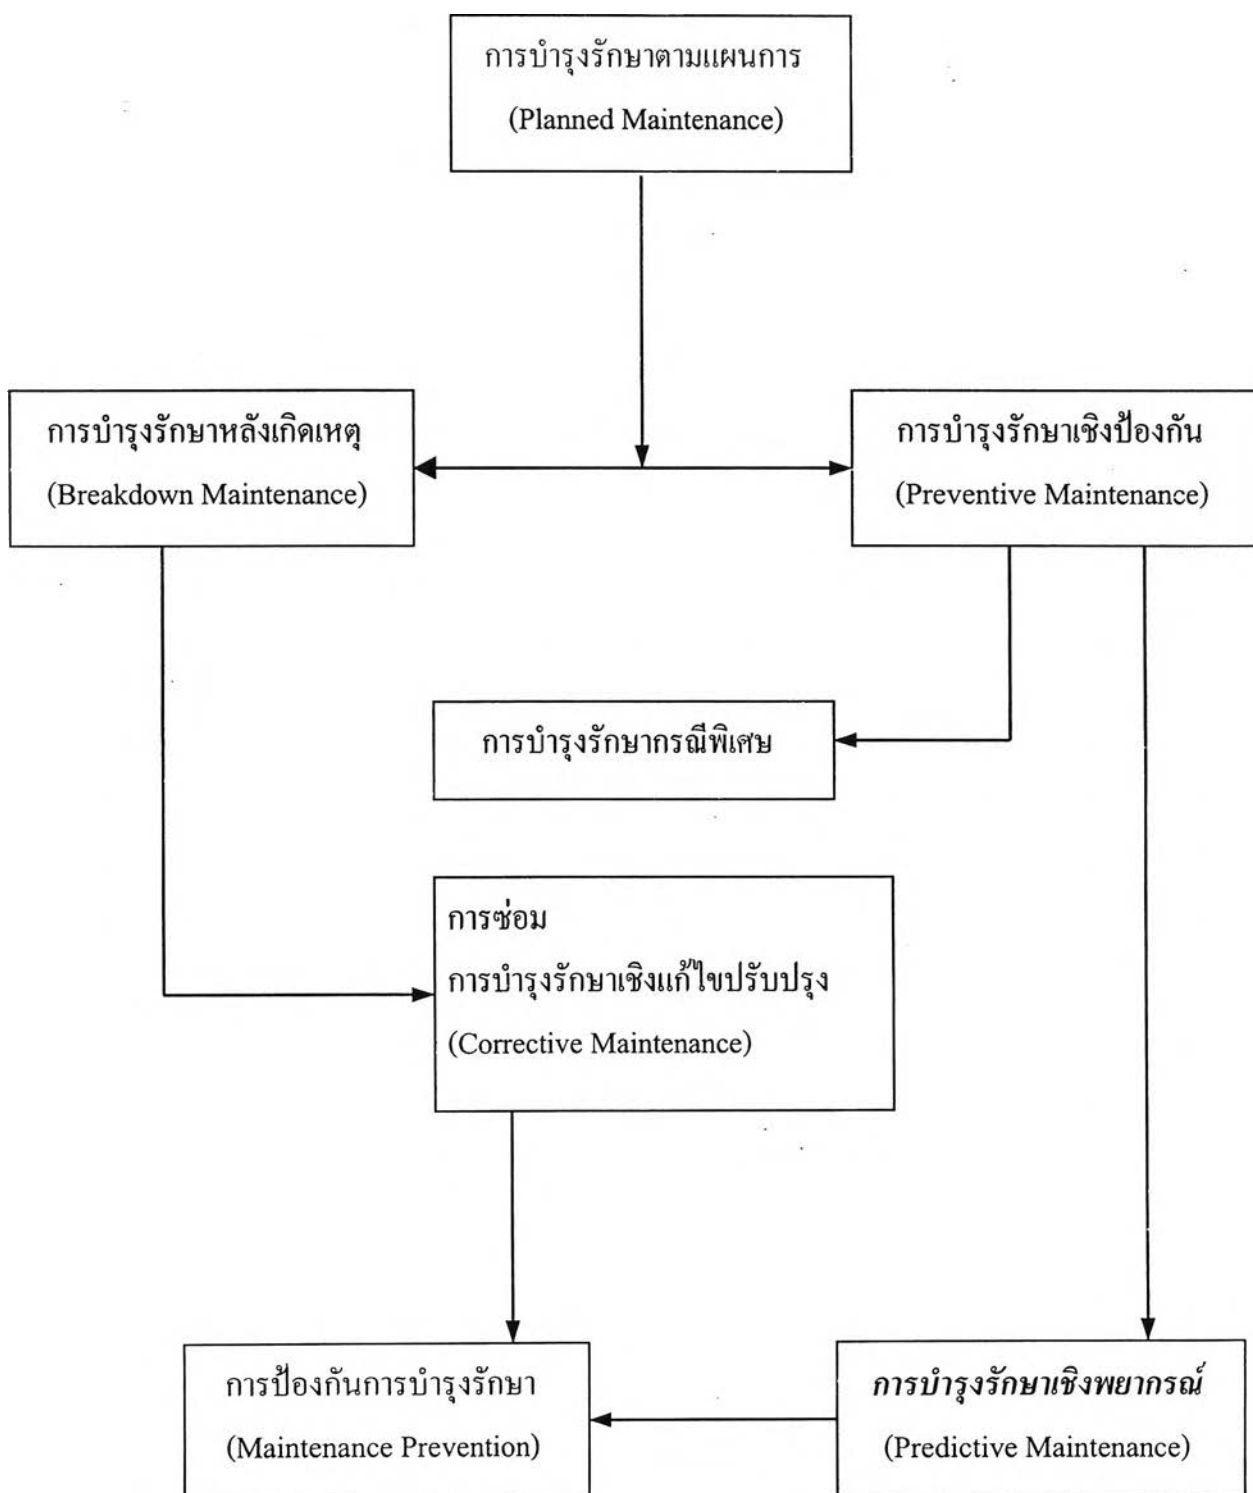 การบำรุงรักษาตามแผนการ
(Planned Maintenance)
การบำรุงรักษาหลังเกิดเหตุ
(Breakdown Maintenance)
การบำรุงรักษาเชิงป้องกัน
(Preventive Maintenance)
การบำรุงรักษากรณีพิเศษ
การซ่อม
การบำรุงรักษาเชิงแก้ไขปรับปรุง
(Corrective Maintenance)
การป้องกันการบำรุงรักษา
(Maintenance Prevention)
การบำรุงรักษาเชิงพยากรณ์
(Predictive Maintenance)